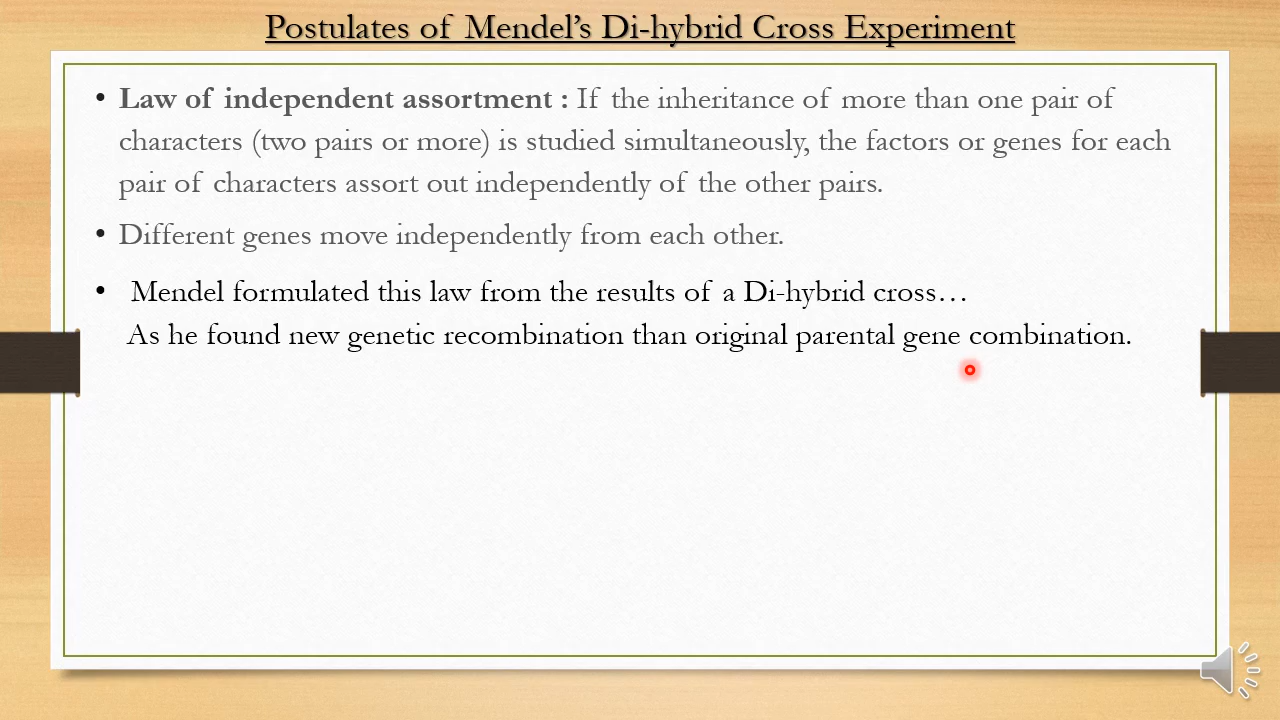 Postulates of Mendel's Di-hybrid Cross Experiment
• Law of independent assortment : If the inheritance of more than one pair of
characters (two pairs or more) is studied simultaneously, the factors or genes for each
pair of characters assort out independently of the other pairs.
• Different genes move independently from each other.
• Mendel formulated this law from the results of a Di-hybrid cross…
As he found new genetic recombination than original parental gene combination.